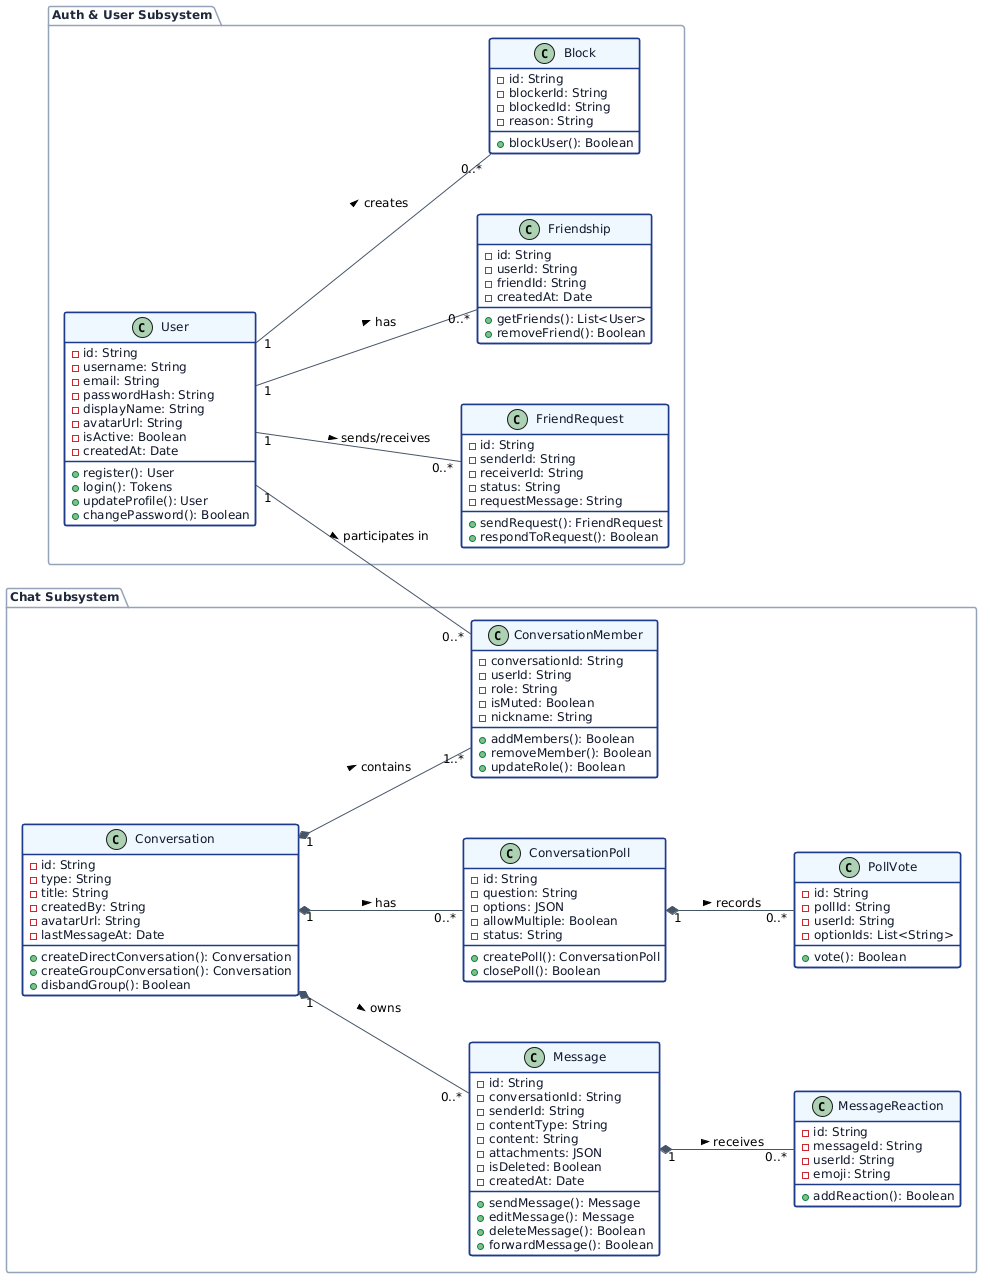 Auth & User Subsystem
C Block
id: String
blockerId: String
blockedId: String
reason: String
blockUser(): Boolean
0..*
creates
1
C Friendship
id: String
userId: String
friendId: String
createdAt: Date
getFriends(): List<User>
removeFriend(): Boolean
0..*
has
1
C User
id: String
username: String
email: String
passwordHash: String
displayName: String
avatarUrl: String
isActive: Boolean
createdAt: Date
register(): User
login(): Tokens
updateProfile(): User
changePassword(): Boolean
C FriendRequest
id: String
senderId: String
receiverId: String
status: String
requestMessage: String
sendRequest(): FriendRequest
respondToRequest(): Boolean
1
sends/receives
0..*
1
participates in
0..*
Chat Subsystem
C ConversationMember
conversationId: String
userId: String
role: String
isMuted: Boolean
nickname: String
addMembers(): Boolean
removeMember(): Boolean
updateRole(): Boolean
1..*
contains
1
C Conversation
id: String
type: String
title: String
createdBy: String
avatarUrl: String
lastMessageAt: Date
createDirectConversation(): Conversation
createGroupConversation(): Conversation
disbandGroup(): Boolean
1
has
0..*
C ConversationPoll
id: String
question: String
options: JSON
allowMultiple: Boolean
status: String
createPoll(): ConversationPoll
closePoll(): Boolean
1
records
0..*
C PollVote
id: String
pollId: String
userId: String
optionIds: List<String>
vote(): Boolean
1
owns
0..*
C Message
id: String
conversationId: String
senderId: String
contentType: String
content: String
attachments: JSON
isDeleted: Boolean
createdAt: Date
sendMessage(): Message
editMessage(): Message
deleteMessage(): Boolean
forwardMessage(): Boolean
1
receives
0..*
C MessageReaction
id: String
messageId: String
userId: String
emoji: String
addReaction(): Boolean